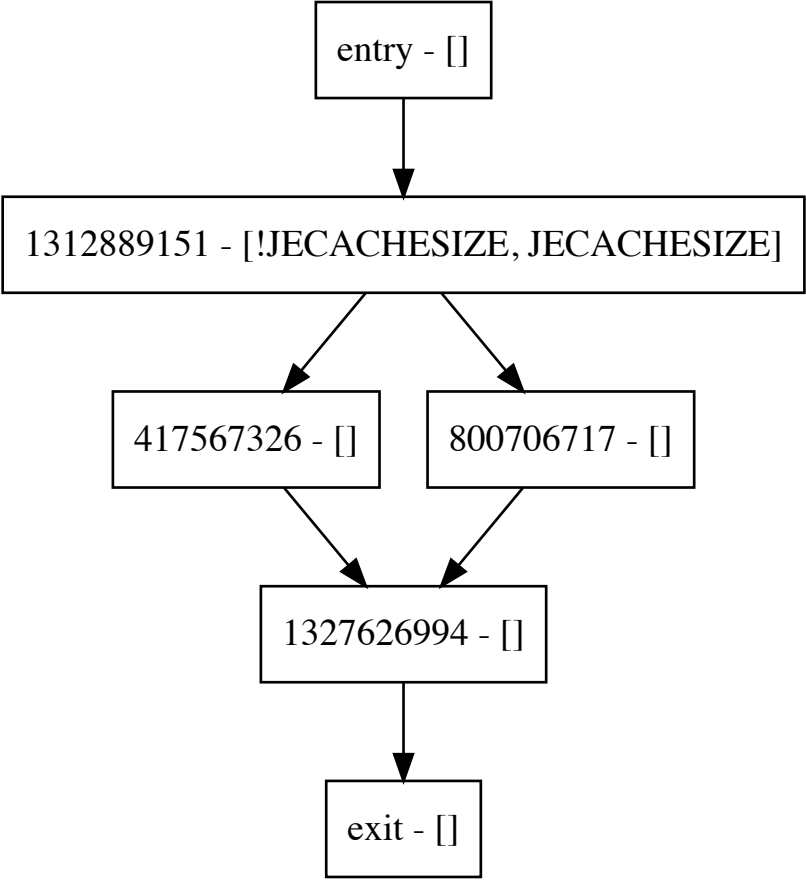 entry - []
1312889151 - [!JECACHESIZE, JECACHESIZE]
417567326 - []
800706717 - []
1327626994 - []
exit - []